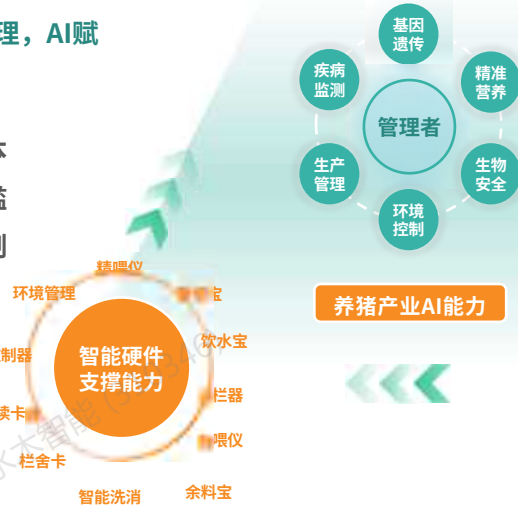 理，AI赋
基因
遗传
疾病
监测
精准
营养
管理者
生产
管理
生物
安全
环境
控制
精喂仪
环境管理
宝
养猪产业AI能力
饮水宝
制器
智能硬件
支撑能力
栏器
读卡
喂仪
栏舍卡
余料宝
智能洗消